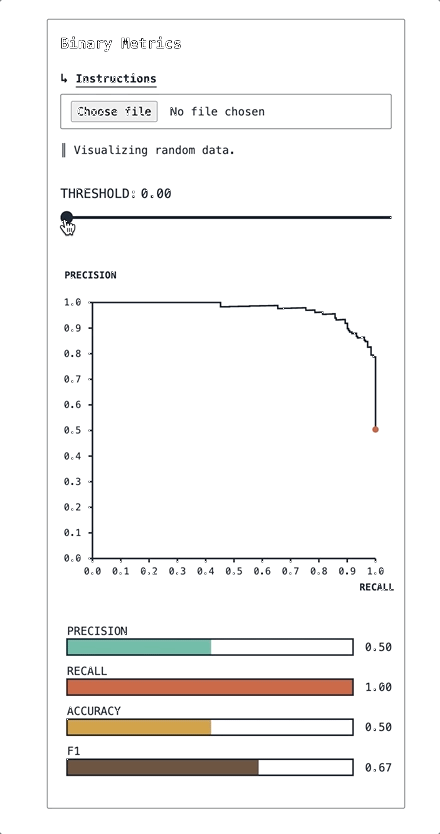 Binary Metrics
↳ Instructions
Choose file No file chosen
Visualizing random data.
THRESHOLD: 0.00
PRECISION
1.0
0.9
0.8
0.7
0.6
0.5
0.4
0.3
0.2
0.1
0.0
0.0 0.1 0.2 0.3 0.4 0.5 0.6 0.7 0.8 0.9 1.0
RECALL
PRECISION
0.50
RECALL
1.00
ACCURACY
0.50
F1
0.67